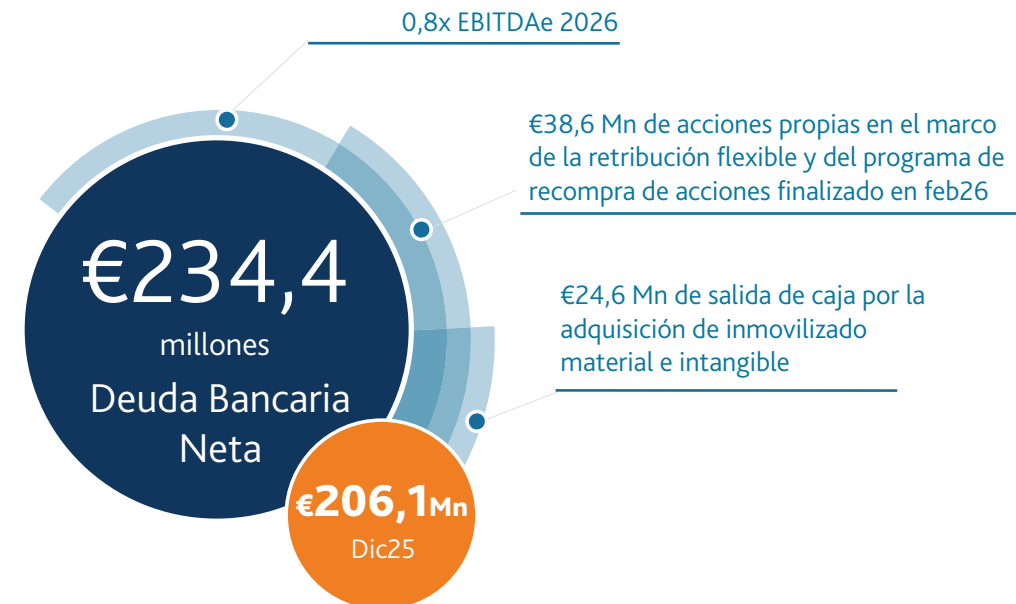 0,8x EBITDAe 2026
€38,6 Mn de acciones propias en el marco
de la retribución flexible y del programa de
recompra de acciones finalizado en feb26
€234,4
millones
Deuda Bancaria
Neta
€24,6 Mn de salida de caja por la
adquisición de inmovilizado
material e intangible
€206,1Mn
Dic25